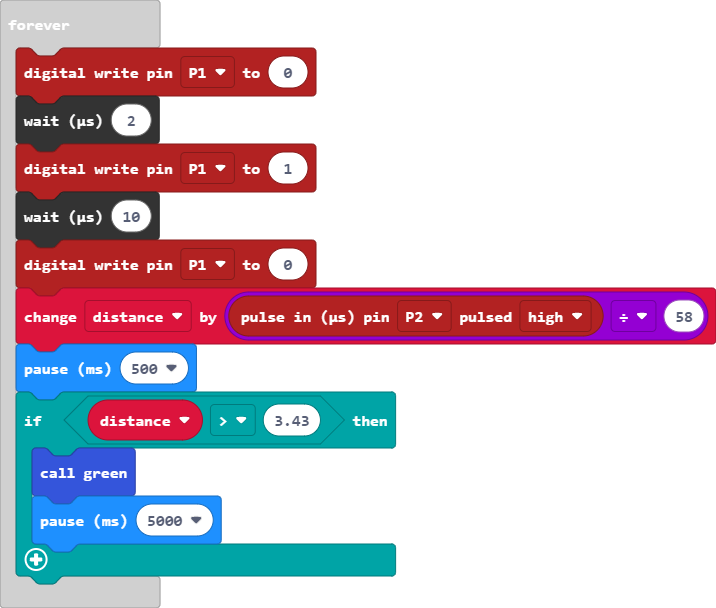 forever
digital write pin P1 to 0
wait (µs) 2
digital write pin P1 to 1
wait (µs) 10
digital write pin P1 to 0
change distance by pulse in (µs) pin P2 pulsed high ÷ 58
pause (ms) 500
if distance > 3.43 then
call green
pause (ms) 5000